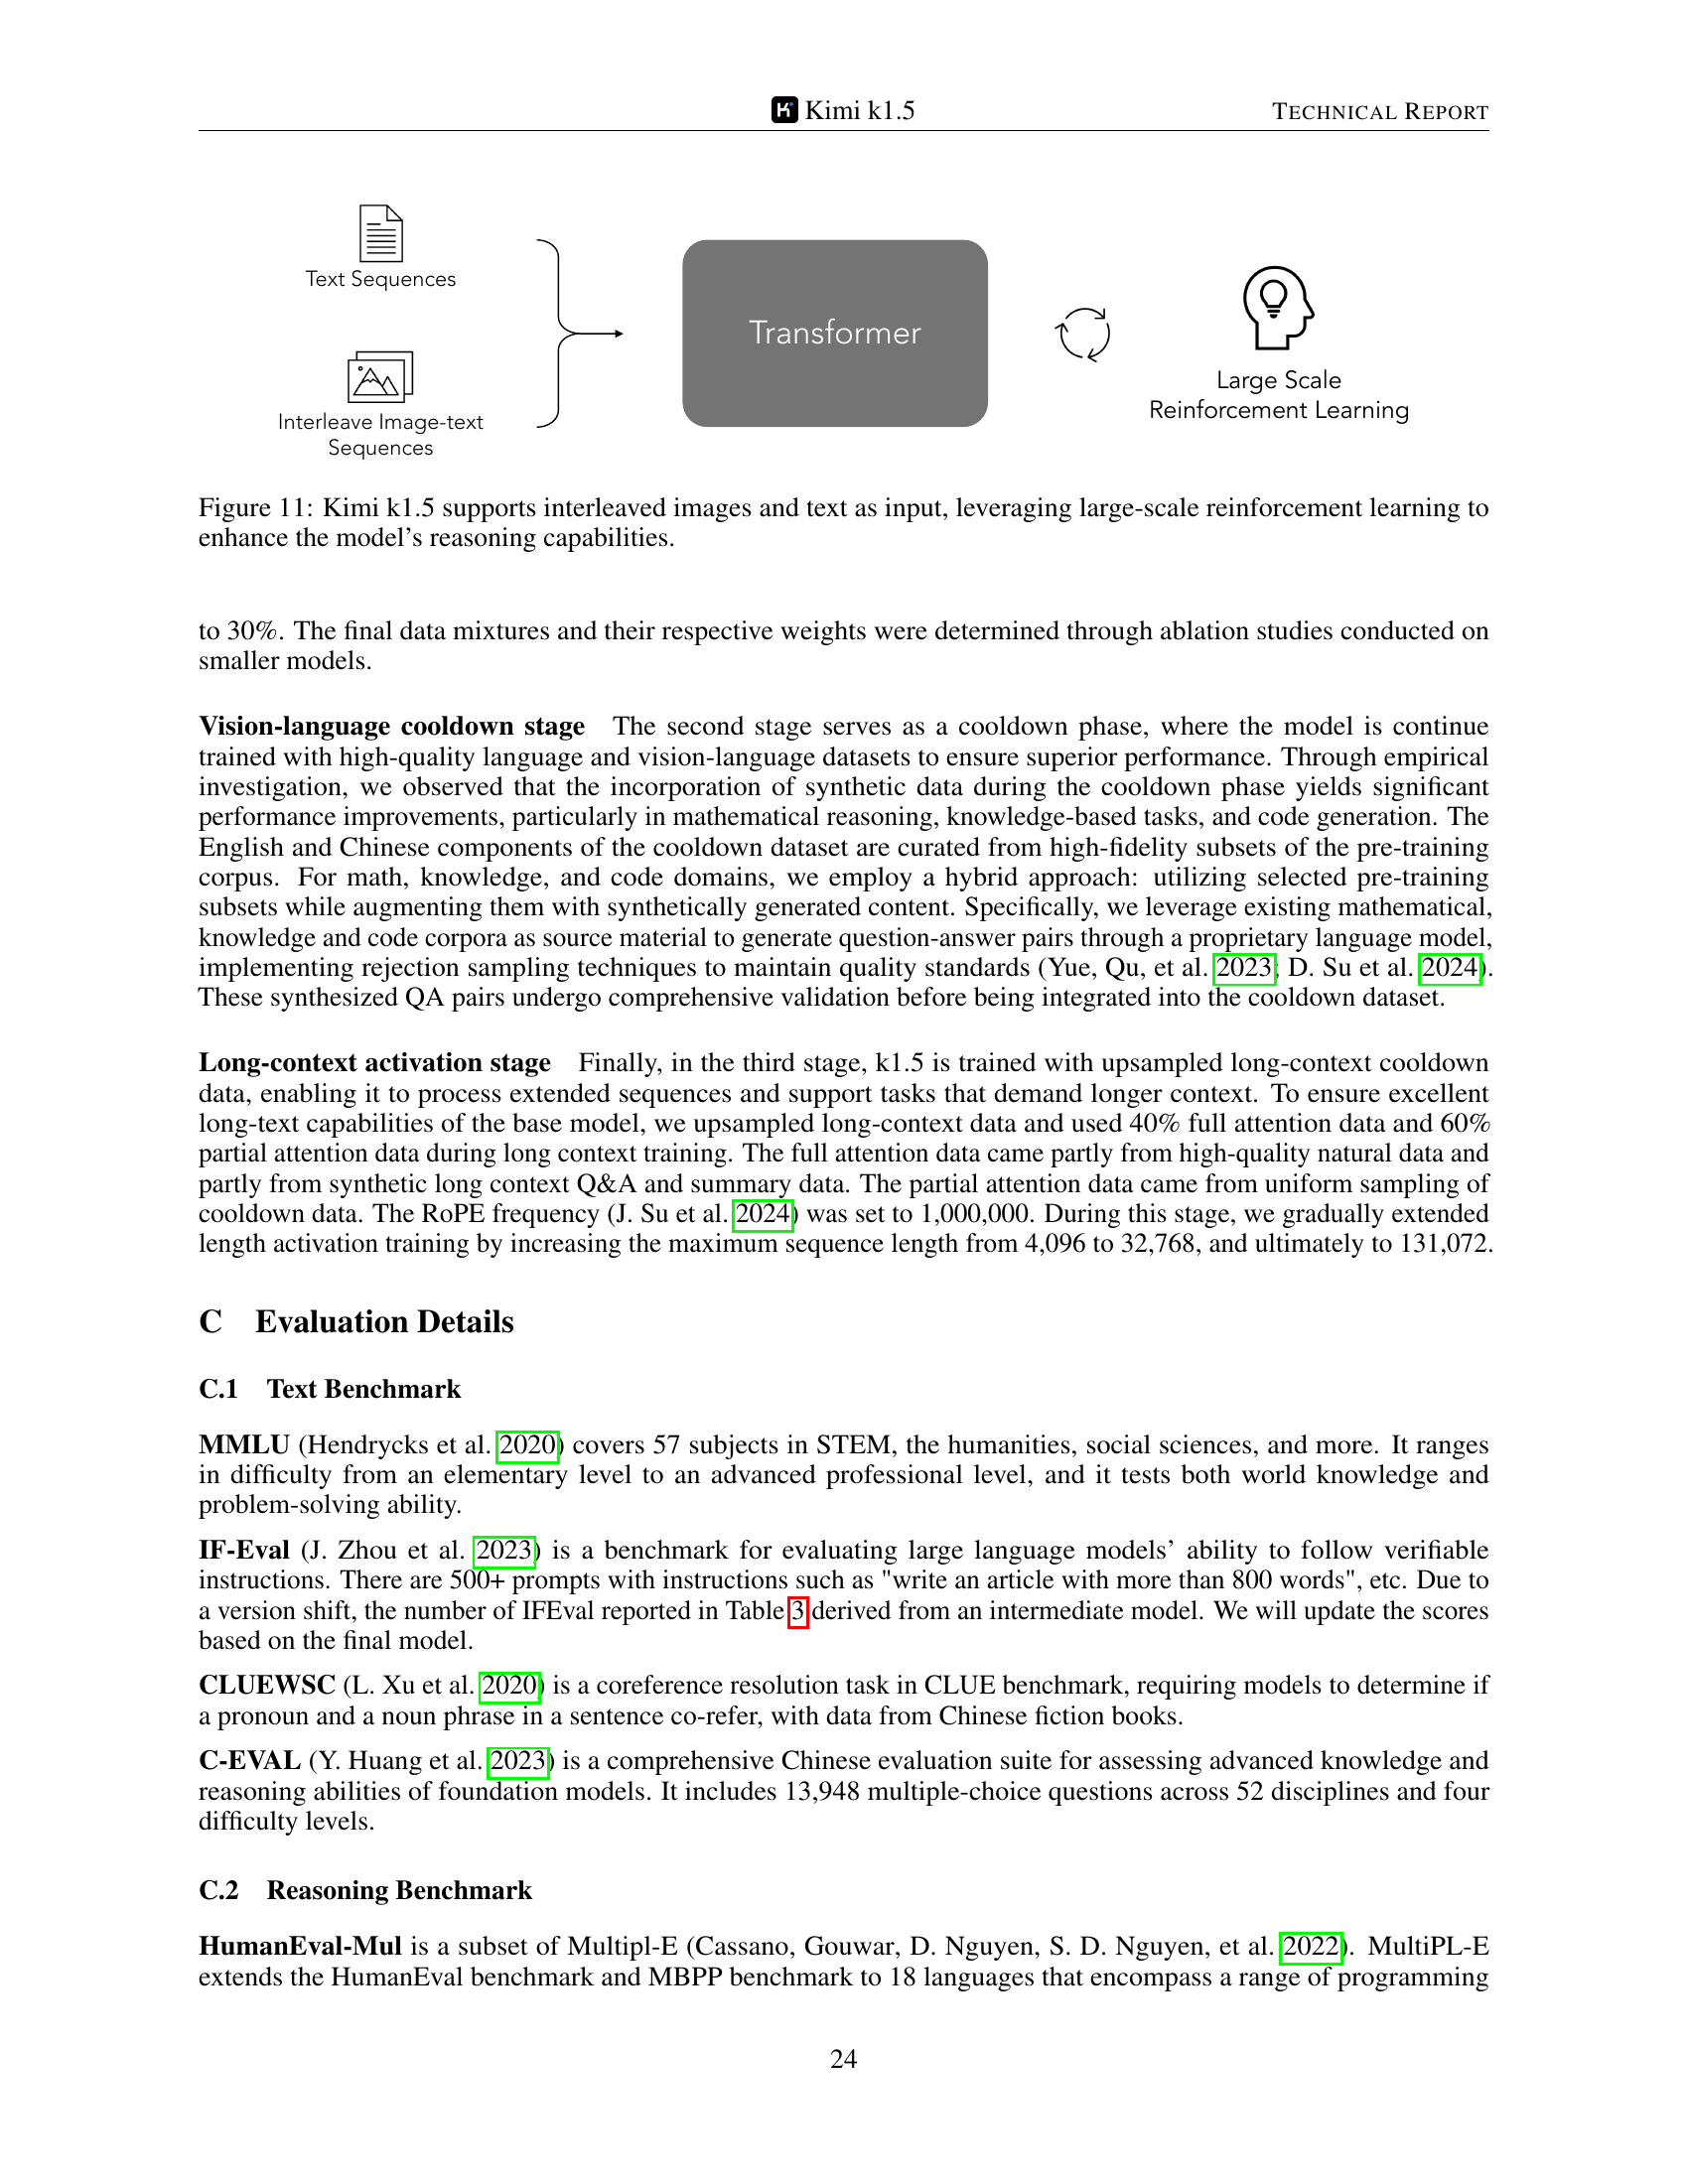 Kimi k1.5
TECHNICAL REPORT
Text Sequences
Interleave Image-text
Sequences
Transformer
Large Scale
Reinforcement Learning
Figure 11: Kimi k1.5 supports interleaved images and text as input, leveraging large-scale reinforcement learning to
enhance the model's reasoning capabilities.
to 30%. The final data mixtures and their respective weights were determined through ablation studies conducted on
smaller models.
Vision-language cooldown stage The second stage serves as a cooldown phase, where the model is continue
trained with high-quality language and vision-language datasets to ensure superior performance. Through empirical
investigation, we observed that the incorporation of synthetic data during the cooldown phase yields significant
performance improvements, particularly in mathematical reasoning, knowledge-based tasks, and code generation. The
English and Chinese components of the cooldown dataset are curated from high-fidelity subsets of the pre-training
corpus. For math, knowledge, and code domains, we employ a hybrid approach: utilizing selected pre-training
subsets while augmenting them with synthetically generated content. Specifically, we leverage existing mathematical,
knowledge and code corpora as source material to generate question-answer pairs through a proprietary language model,
implementing rejection sampling techniques to maintain quality standards (Yue, Qu, et al. 2023; D. Su et al. 2024).
These synthesized QA pairs undergo comprehensive validation before being integrated into the cooldown dataset.
Long-context activation stage Finally, in the third stage, k1.5 is trained with upsampled long-context cooldown
data, enabling it to process extended sequences and support tasks that demand longer context. To ensure excellent
long-text capabilities of the base model, we upsampled long-context data and used 40% full attention data and 60%
partial attention data during long context training. The full attention data came partly from high-quality natural data and
partly from synthetic long context Q&A and summary data. The partial attention data came from uniform sampling of
cooldown data. The RoPE frequency (J. Su et al. 2024) was set to 1,000,000. During this stage, we gradually extended
length activation training by increasing the maximum sequence length from 4,096 to 32,768, and ultimately to 131,072.
C Evaluation Details
C.1 Text Benchmark
MMLU (Hendrycks et al. 2020) covers 57 subjects in STEM, the humanities, social sciences, and more. It ranges
in difficulty from an elementary level to an advanced professional level, and it tests both world knowledge and
problem-solving ability.
IF-Eval (J. Zhou et al. 2023) is a benchmark for evaluating large language models' ability to follow verifiable
instructions. There are 500+ prompts with instructions such as "write an article with more than 800 words", etc. Due to
a version shift, the number of IFEval reported in Table 3 derived from an intermediate model. We will update the scores
based on the final model.
CLUEWSC (L. Xu et al. 2020) is a coreference resolution task in CLUE benchmark, requiring models to determine if
a pronoun and a noun phrase in a sentence co-refer, with data from Chinese fiction books.
C-EVAL (Y. Huang et al. 2023) is a comprehensive Chinese evaluation suite for assessing advanced knowledge and
reasoning abilities of foundation models. It includes 13,948 multiple-choice questions across 52 disciplines and four
difficulty levels.
C.2 Reasoning Benchmark
HumanEval-Mul is a subset of Multipl-E (Cassano, Gouwar, D. Nguyen, S. D. Nguyen, et al. 2022). MultiPL-E
extends the HumanEval benchmark and MBPP benchmark to 18 languages that encompass a range of programming
24